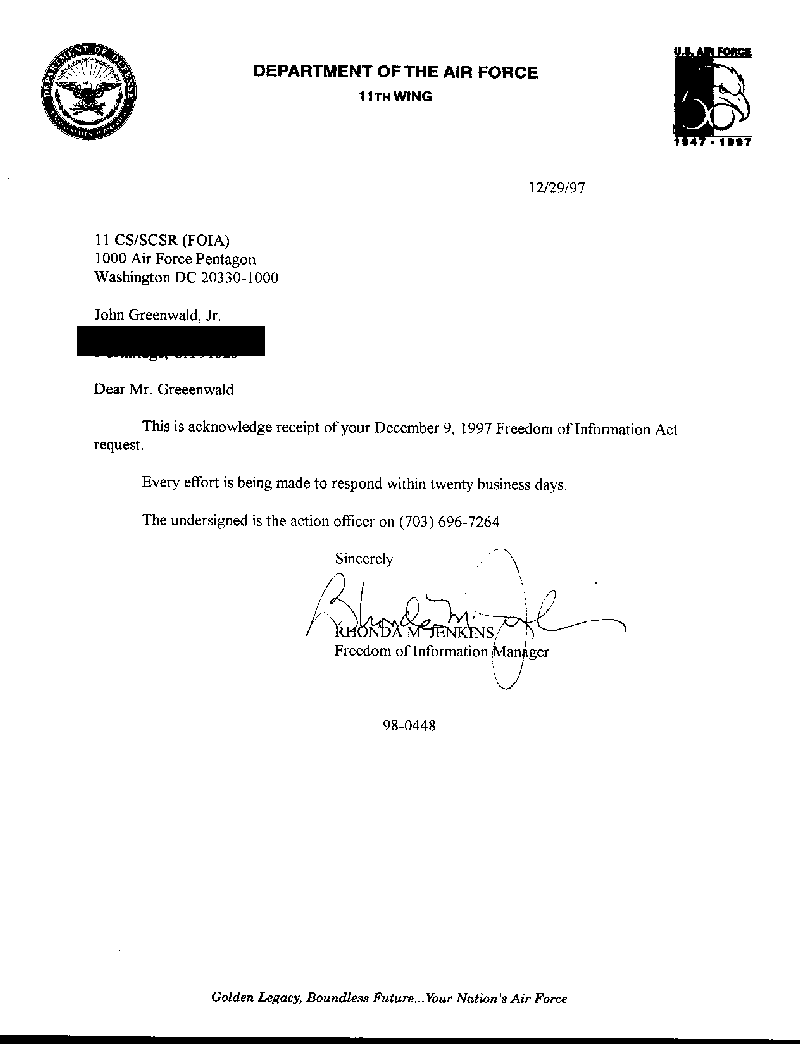 DEPARTMENT OF THE AIR FORCE
11TH WING
U.S. AIR FORCE
50
1947 - 1997
12/29/97
11 CS/SCSR (FOIA)
1000 Air Force Pentagon
Washington DC 20330-1000
John Greenwald, Jr.
Dear Mr. Greeenwald
This is acknowledge receipt of your December 9, 1997 Freedom of Information Act
request.
Every effort is being made to respond within twenty business days.
The undersigned is the action officer on (703) 696-7264
Sincerely
RHONDA M JENKINS
Freedom of Information Manager
98-0448
Golden Legacy, Boundless Future...Your Nation's Air Force